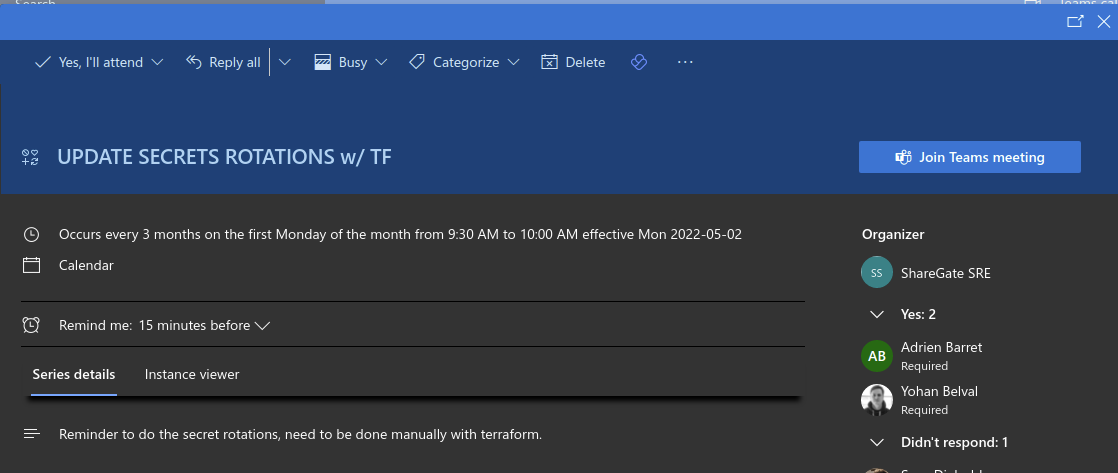 Search
Teams cal
Yes, I'll attend
Reply all
Busy
Categorize
Delete
UPDATE SECRETS ROTATIONS w/ TF
Join Teams meeting
Occurs every 3 months on the first Monday of the month from 9:30 AM to 10:00 AM effective Mon 2022-05-02
Calendar
Remind me: 15 minutes before
Series details
Instance viewer
Reminder to do the secret rotations, need to be done manually with terraform.
Organizer
SS
ShareGate SRE
Yes: 2
AB
Adrien Barret
Required
Yohan Belval
Required
Didn't respond: 1